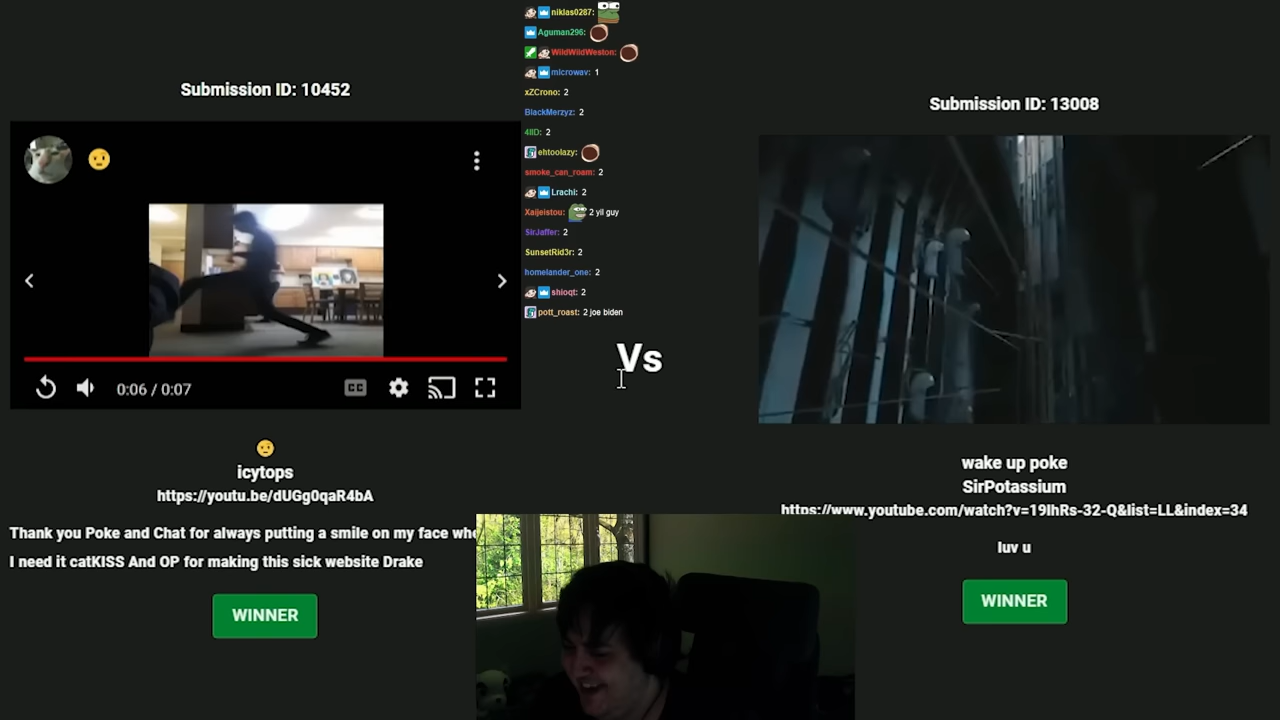 Submission ID: 10452
0:06 / 0:07
CC
icytops
https://youtu.be/dUGg0qaR4bA
Thank you Poke and Chat for always putting a smile on my face whe
I need it catKISS And OP for making this sick website Drake
WINNER
niklas0287:
Aguman296:
WildWildWeston:
microwav: 1
xZCrono: 2
BlackMerzyz: 2
4IID: 2
ehtoolazy:
smoke_can_roam: 2
Lrachi: 2
Xaijeistou: 2 yil guy
SirJaffer: 2
SunsetRid3r: 2
homelander_one: 2
shioqt: 2
pott_roast: 2 joe biden
Vs
Submission ID: 13008
wake up poke
SirPotassium
https://www.youtube.com/watch?v=19lhRs-32-Q&list=LL&index=34
luv u
WINNER